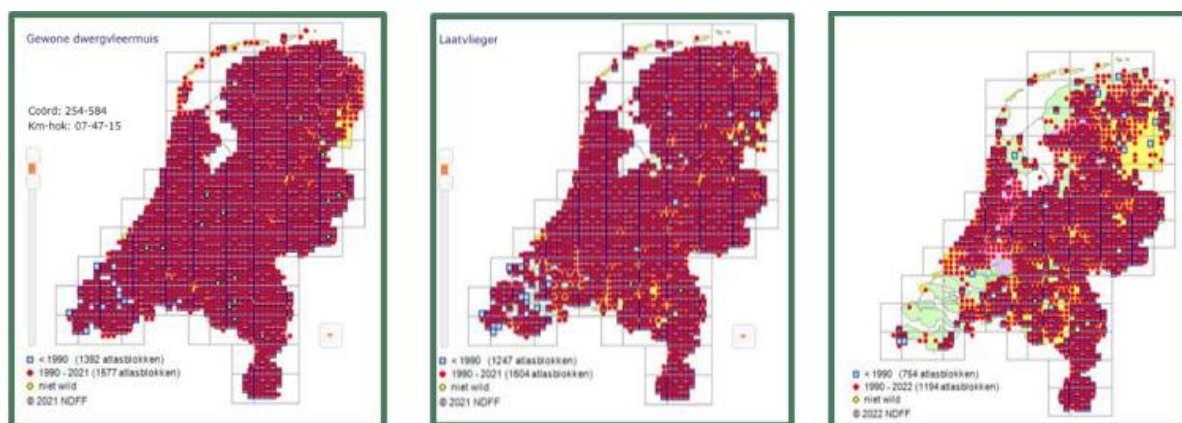 Gewone dwergvleermuis
Coörd: 254-584
Km-hok: 07-47-15
< 1990 (1392 atlasblokken)
1990 - 2021 (1577 atlasblokken)
niet wild
© 2021 NDFF
Laatvlieger
< 1990 (1247 atlasblokken)
1990 - 2021 (1604 atlasblokken)
niet wild
© 2021 NDFF
< 1990 (754 atlasblokken)
1990 - 2022 (1194 atlasblokken)
niet wild
© 2022 NDFF